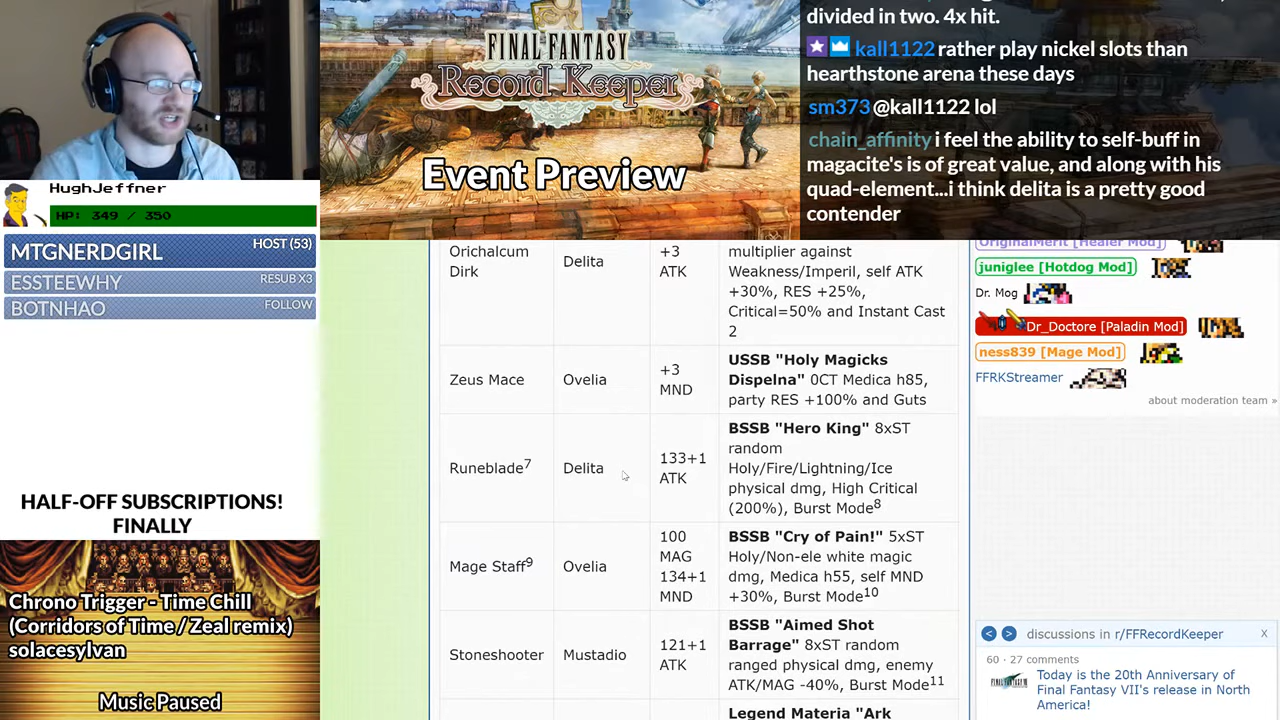 divided in two. 4x hit.
kall1122 rather play nickel slots than
hearthstone arena these days
sm373 @kall1122 lol
chain_affinity i feel the ability to self-buff in
magacite's is of great value, and along with his
quad-element...i think delita is a pretty good
contender
FINAL FANTASY
Record Keeper
Event Preview
HughJeffner
HP: 349 / 350
MTGNERDGIRL HOST (53)
ESSTEEWHY RESUB X3
BOTNHAO FOLLOW
HALF-OFF SUBSCRIPTIONS!
FINALLY
Chrono Trigger - Time Chill
(Corridors of Time / Zeal remix)
solacesylvan
Music Paused
Orichalcum
Dirk
Delita
+3
ATK
multiplier against
Weakness/Imperil, self ATK
+30%, RES +25%,
Critical=50% and Instant Cast
2
Zeus Mace
Ovelia
+3
MND
USSB "Holy Magicks
Dispelna" 0CT Medica h85,
party RES +100% and Guts
Runeblade7
Delita
133+1
ATK
BSSB "Hero King" 8xST
random
Holy/Fire/Lightning/Ice
physical dmg, High Critical
(200%), Burst Mode8
Mage Staff9
Ovelia
100
MAG
134+1
MND
BSSB "Cry of Pain!" 5xST
Holy/Non-ele white magic
dmg, Medica h55, self MND
+30%, Burst Mode10
Stoneshooter
Mustadio
121+1
ATK
BSSB "Aimed Shot
Barrage" 8xST random
ranged physical dmg, enemy
ATK/MAG -40%, Burst Mode11
Legend Materia "Ark
OriginalMerit [Healer Mod]
juniglee [Hotdog Mod]
Dr. Mog
Dr_Doctore [Paladin Mod]
ness839 [Mage Mod]
FFRKStreamer
about moderation team »
discussions in r/FFRecordKeeper X
60 · 27 comments
Today is the 20th Anniversary of
Final Fantasy VII's release in North
America!